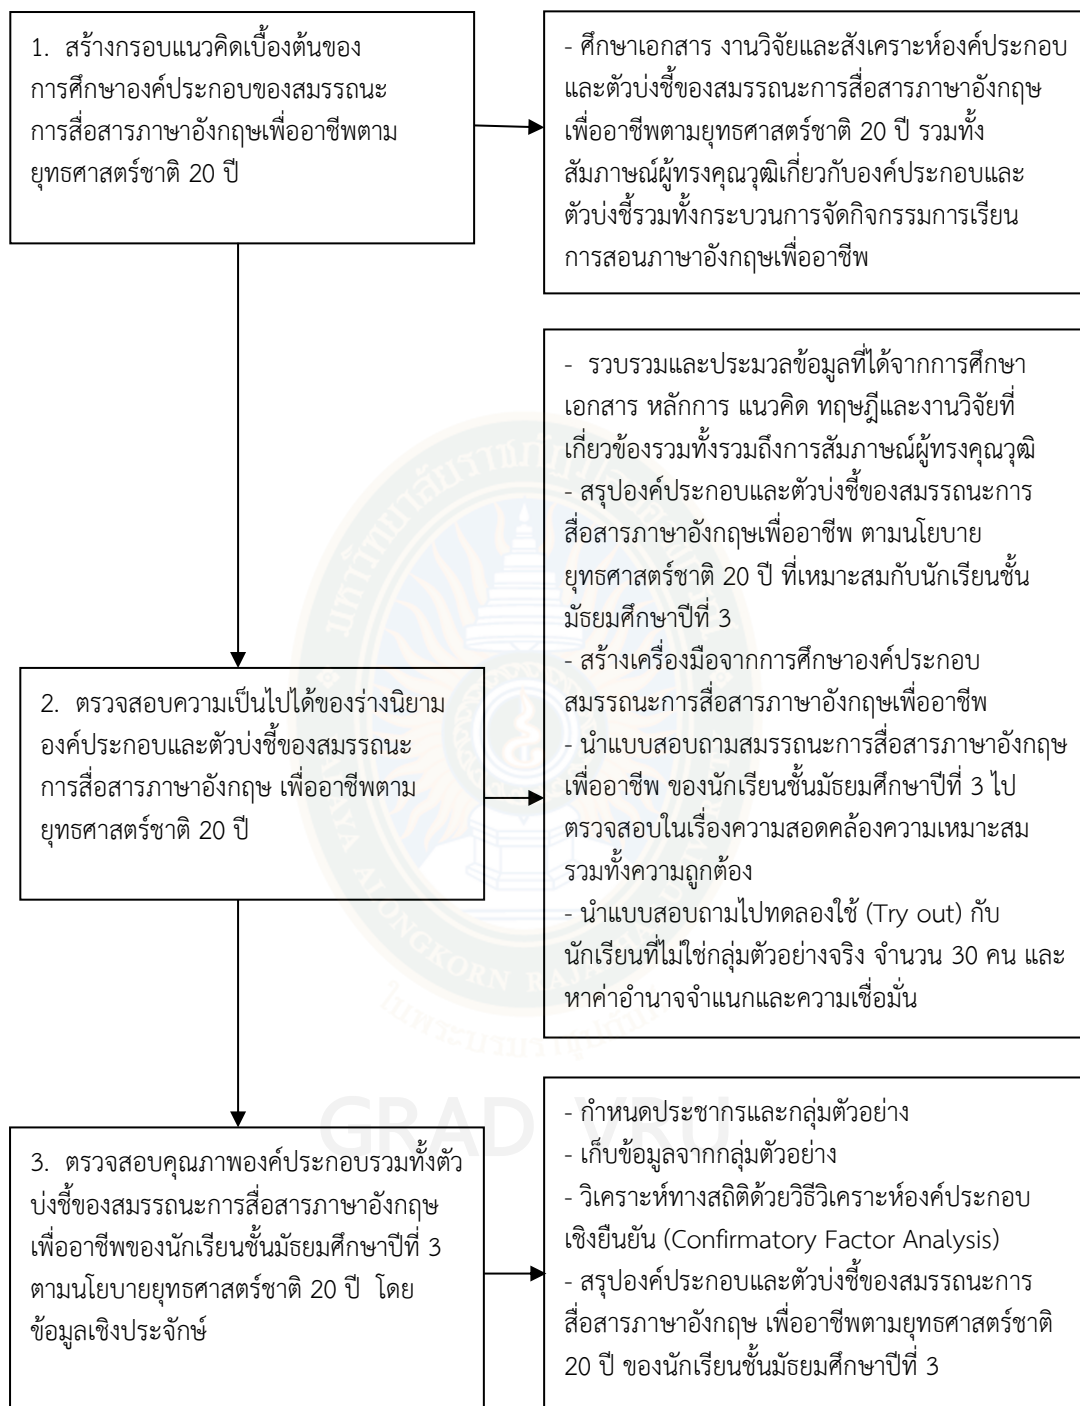 1. สร้างกรอบแนวคิดเบื้องต้นของ
การศึกษาองค์ประกอบของสมรรถนะ
การสื่อสารภาษาอังกฤษเพื่ออาชีพตาม
ยุทธศาสตร์ชาติ 20 ปี
- ศึกษาเอกสาร งานวิจัยและสังเคราะห์องค์ประกอบ
และตัวบ่งชี้ของสมรรถนะการสื่อสารภาษาอังกฤษ
เพื่ออาชีพตามยุทธศาสตร์ชาติ 20 ปี รวมทั้ง
สัมภาษณ์ผู้ทรงคุณวุฒิเกี่ยวกับองค์ประกอบและ
ตัวบ่งชี้รวมทั้งกระบวนการจัดกิจกรรมการเรียน
การสอนภาษาอังกฤษเพื่ออาชีพ
2. ตรวจสอบความเป็นไปได้ของร่างนิยาม
องค์ประกอบและตัวบ่งชี้ของสมรรถนะ
การสื่อสารภาษาอังกฤษ เพื่ออาชีพตาม
ยุทธศาสตร์ชาติ 20 ปี
- รวบรวมและประมวลข้อมูลที่ได้จากการศึกษา
เอกสาร หลักการ แนวคิด ทฤษฎีและงานวิจัยที่
เกี่ยวข้องรวมทั้งรวมถึงการสัมภาษณ์ผู้ทรงคุณวุฒิ
- สรุปองค์ประกอบและตัวบ่งชี้ของสมรรถนะการ
สื่อสารภาษาอังกฤษเพื่ออาชีพ ตามนโยบาย
ยุทธศาสตร์ชาติ 20 ปี ที่เหมาะสมกับนักเรียนชั้น
มัธยมศึกษาปีที่ 3
- สร้างเครื่องมือจากการศึกษาองค์ประกอบ
สมรรถนะการสื่อสารภาษาอังกฤษเพื่ออาชีพ
- นำแบบสอบถามสมรรถนะการสื่อสารภาษาอังกฤษ
เพื่ออาชีพ ของนักเรียนชั้นมัธยมศึกษาปีที่ 3 ไป
ตรวจสอบในเรื่องความสอดคล้องความเหมาะสม
รวมทั้งความถูกต้อง
- นำแบบสอบถามไปทดลองใช้ (Try out) กับ
นักเรียนที่ไม่ใช่กลุ่มตัวอย่างจริง จำนวน 30 คน และ
หาค่าอำนาจจำแนกและความเชื่อมั่น
3. ตรวจสอบคุณภาพองค์ประกอบรวมทั้งตัว
บ่งชี้ของสมรรถนะการสื่อสารภาษาอังกฤษ
เพื่ออาชีพของนักเรียนชั้นมัธยมศึกษาปีที่ 3
ตามนโยบายยุทธศาสตร์ชาติ 20 ปี โดย
ข้อมูลเชิงประจักษ์
- กำหนดประชากรและกลุ่มตัวอย่าง
- เก็บข้อมูลจากกลุ่มตัวอย่าง
- วิเคราะห์ทางสถิติด้วยวิธีวิเคราะห์องค์ประกอบ
เชิงยืนยัน (Confirmatory Factor Analysis)
- สรุปองค์ประกอบและตัวบ่งชี้ของสมรรถนะการ
สื่อสารภาษาอังกฤษ เพื่ออาชีพตามยุทธศาสตร์ชาติ
20 ปี ของนักเรียนชั้นมัธยมศึกษาปีที่ 3
GRAD VRU